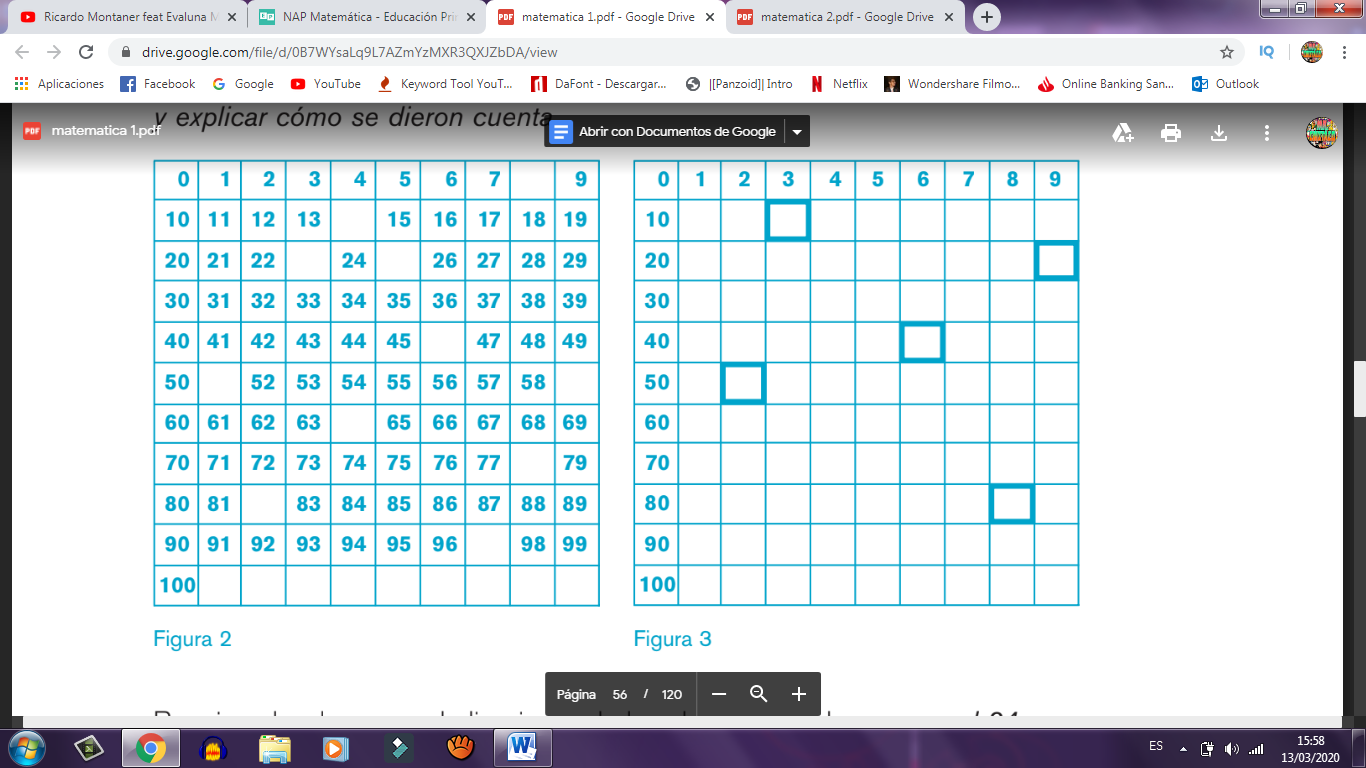 Ricardo Montaner feat Evaluna M
NAP Matemática - Educación Pri
matematica 1.pdf - Google Drive
matematica 2.pdf - Google Drive
drive.google.com/file/d/0B7WYsaLq9L7AZmYzMXR3QXJZbDA/view
Aplicaciones Facebook Google YouTube Keyword Tool YouT... DaFont - Descargar... |[Panzoid]| Intro Netflix Wondershare Filmo... Online Banking San... Outlook
y explicar cómo se dieron cuenta
PDF matematica 1.pdf
Abrir con Documentos de Google
0 1 2 3 4 5 6 7 9
10 11 12 13 15 16 17 18 19
20 21 22 24 26 27 28 29
30 31 32 33 34 35 36 37 38 39
40 41 42 43 44 45 47 48 49
50 52 53 54 55 56 57 58
60 61 62 63 65 66 67 68 69
70 71 72 73 74 75 76 77 79
80 81 83 84 85 86 87 88 89
90 91 92 93 94 95 96 98 99
100
Figura 2
0 1 2 3 4 5 6 7 8 9
10
20
30
40
50
60
70
80
90
100
Figura 3
Página 56 / 120
ES
15:58
13/03/2020